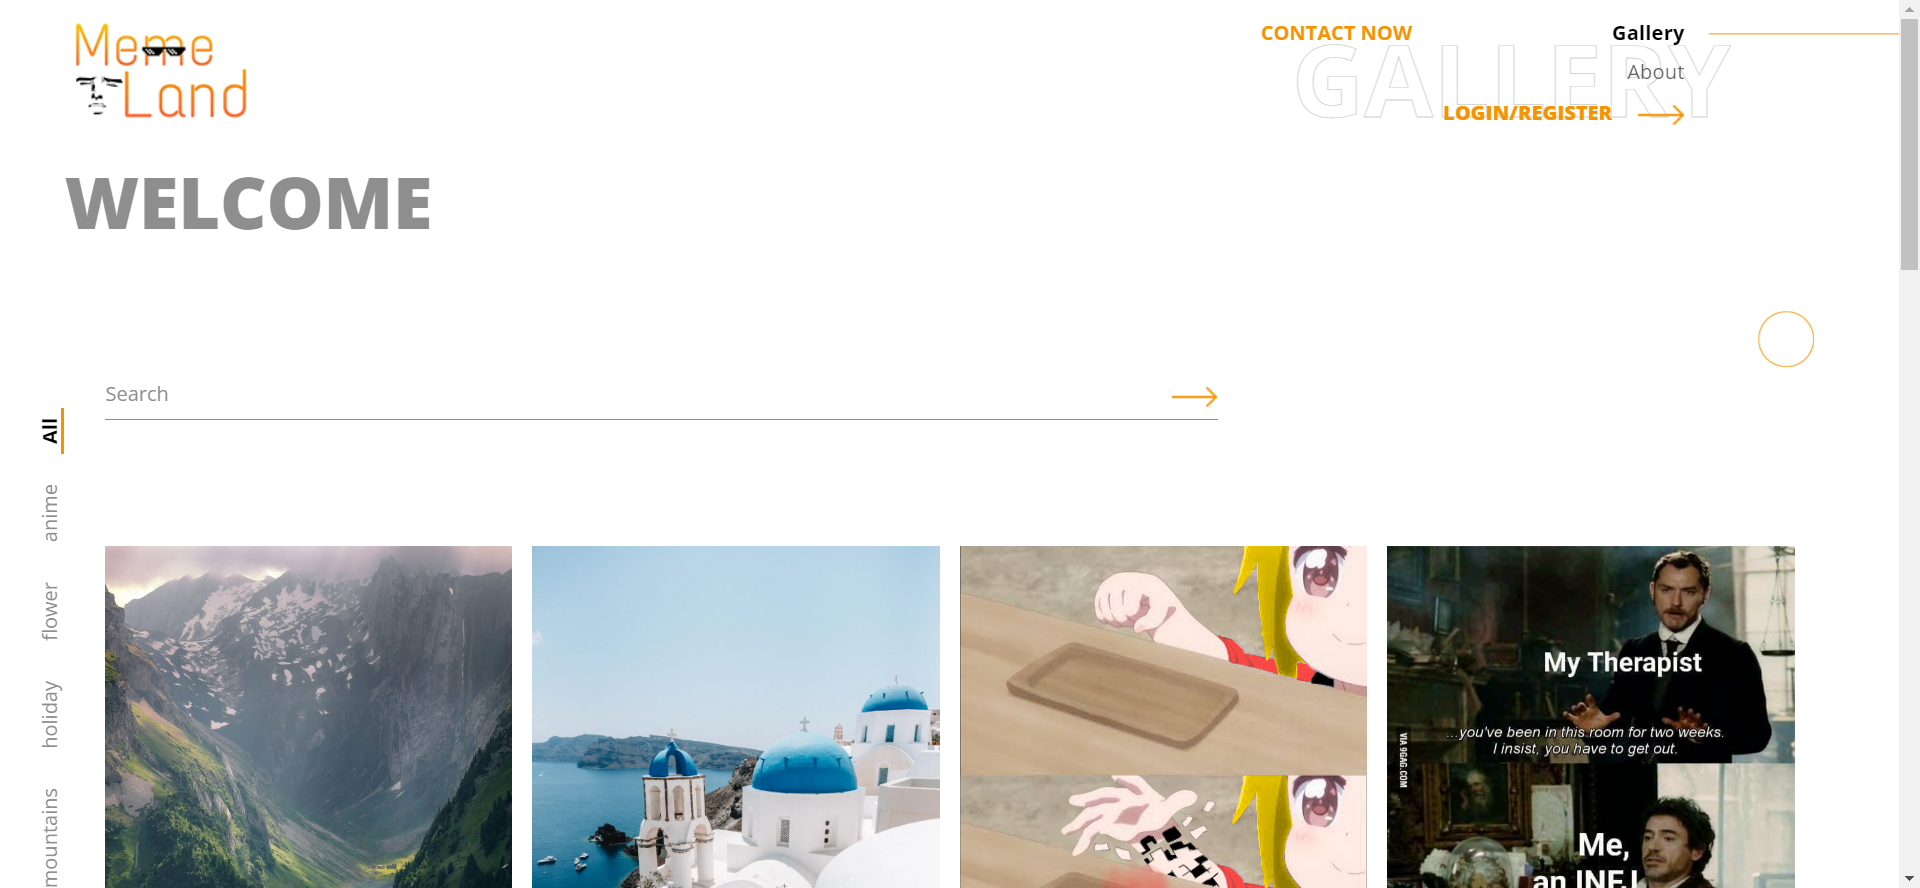 Meme
Land
CONTACT NOW
Gallery
GALLERY
About
LOGIN/REGISTER
WELCOME
Search
All
anime
flower
holiday
mountains
My Therapist
...you've been in this room for two weeks.
I insist, you have to get out.
VIA 9GAG.COM
Me,
an INFJ